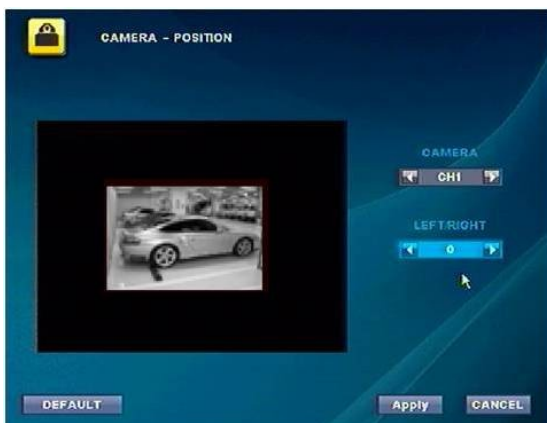 CAMERA - POSITION
CAMERA
CH1
LEFT/RIGHT
0
DEFAULT
Apply
CANCEL